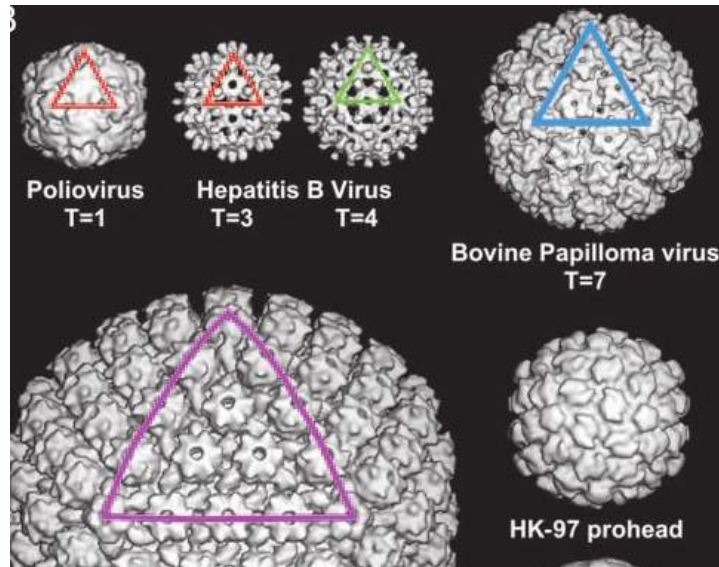 Poliovirus
T=1
Hepatitis B Virus
T=3 T=4
Bovine Papilloma virus
T=7
HK-97 prohead